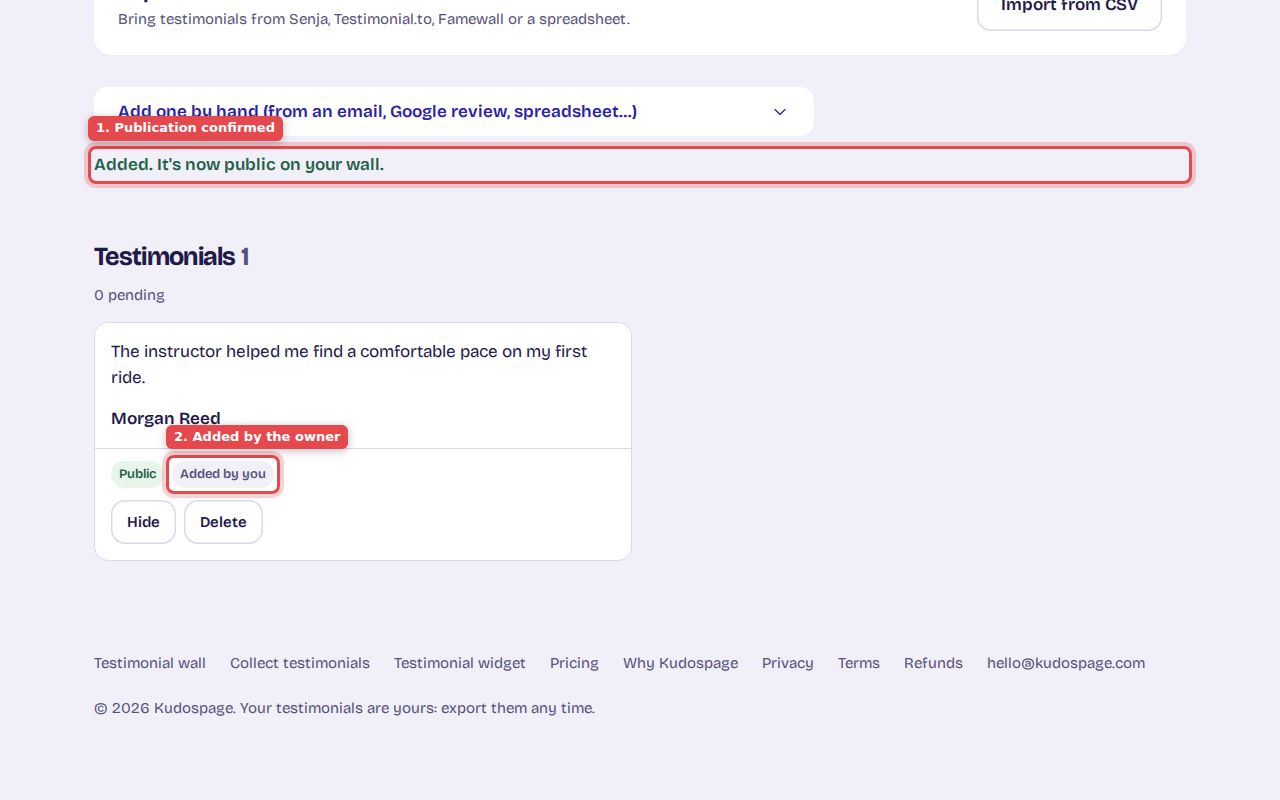 Bring testimonials from Senja, Testimonial.to, Famewall or a spreadsheet.
Import from CSV
Add one by hand (from an email, Google review, spreadsheet...)
1. Publication confirmed
Added. It's now public on your wall.
Testimonials 1
0 pending
The instructor helped me find a comfortable pace on my first
ride.
Morgan Reed
2. Added by the owner
Public
Added by you
Hide
Delete
Testimonial wall
Collect testimonials
Testimonial widget
Pricing
Why Kudospage
Privacy
Terms
Refunds
hello@kudospage.com
© 2026 Kudospage. Your testimonials are yours: export them any time.